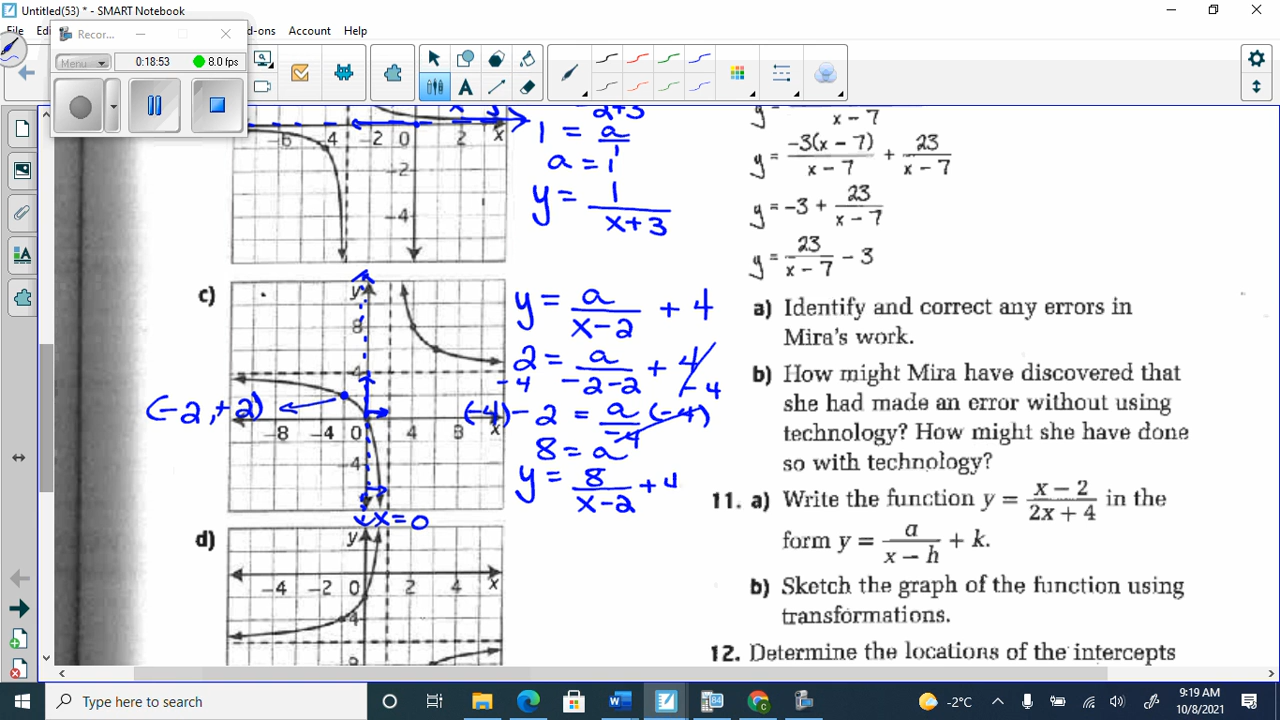 Untitled(53) * - SMART Notebook
File
d-ons Account Help
Recor...
Menu
0:18:53
8.0 fps
-6 -4 -2 0 2 x
-2
-4
-2+3
1 = a/1
a = 1
y = 1/(x+3)
c)
y
8
4
-8 -4 0 4 8 x
-4
(-2,+2)
x=0
y = a/(x-2) + 4
2 = a/(-2-2) + 4
-4 -4
(-4) -2 = a/-4 (-4)
8 = a
y = 8/(x-2) + 4
d)
y
-4 -2 0 2 4 x
-4
y = x - 7
y = -3(x - 7)/(x - 7) + 23/(x - 7)
y = -3 + 23/(x - 7)
y = 23/(x - 7) - 3
a) Identify and correct any errors in
Mira's work.
b) How might Mira have discovered that
she had made an error without using
technology? How might she have done
so with technology?
11. a) Write the function y = (x - 2)/(2x + 4) in the
form y = a/(x - h) + k.
b) Sketch the graph of the function using
transformations.
12. Determine the locations of the intercepts
Type here to search
-2°C
9:19 AM
10/8/2021